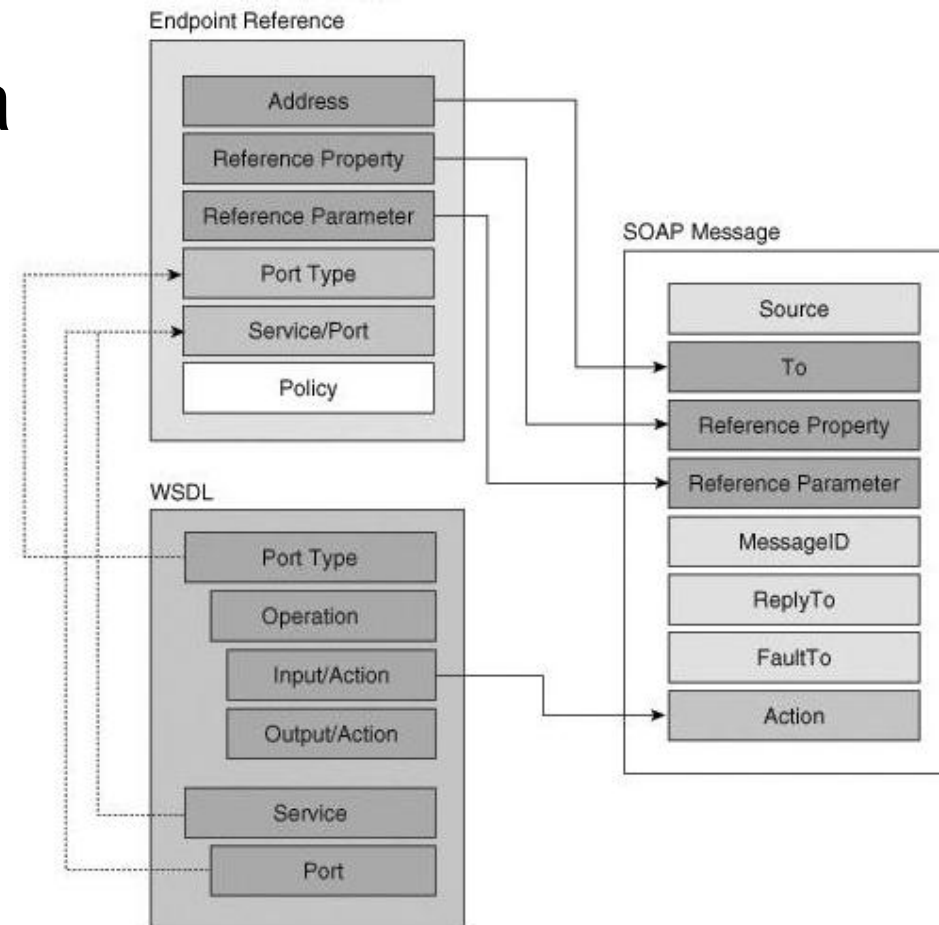 a
Endpoint Reference
Address
Reference Property
Reference Parameter
Port Type
Service/Port
Policy
SOAP Message
Source
To
Reference Property
Reference Parameter
MessageID
ReplyTo
FaultTo
Action
WSDL
Port Type
Operation
Input/Action
Output/Action
Service
Port